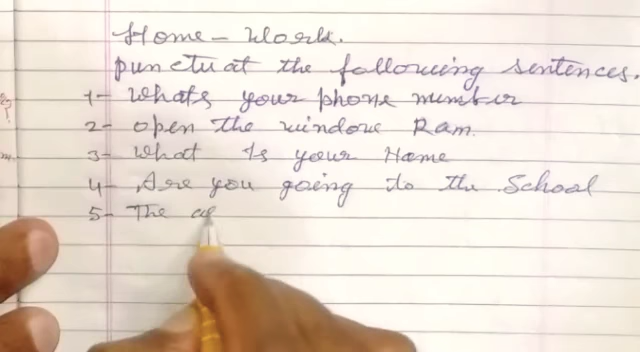 Home - Work.
punctuat the following sentences.
1- whats your phone number
2- open the window Ram.
3- what Is your Home
4- Are you going to the School
5- The